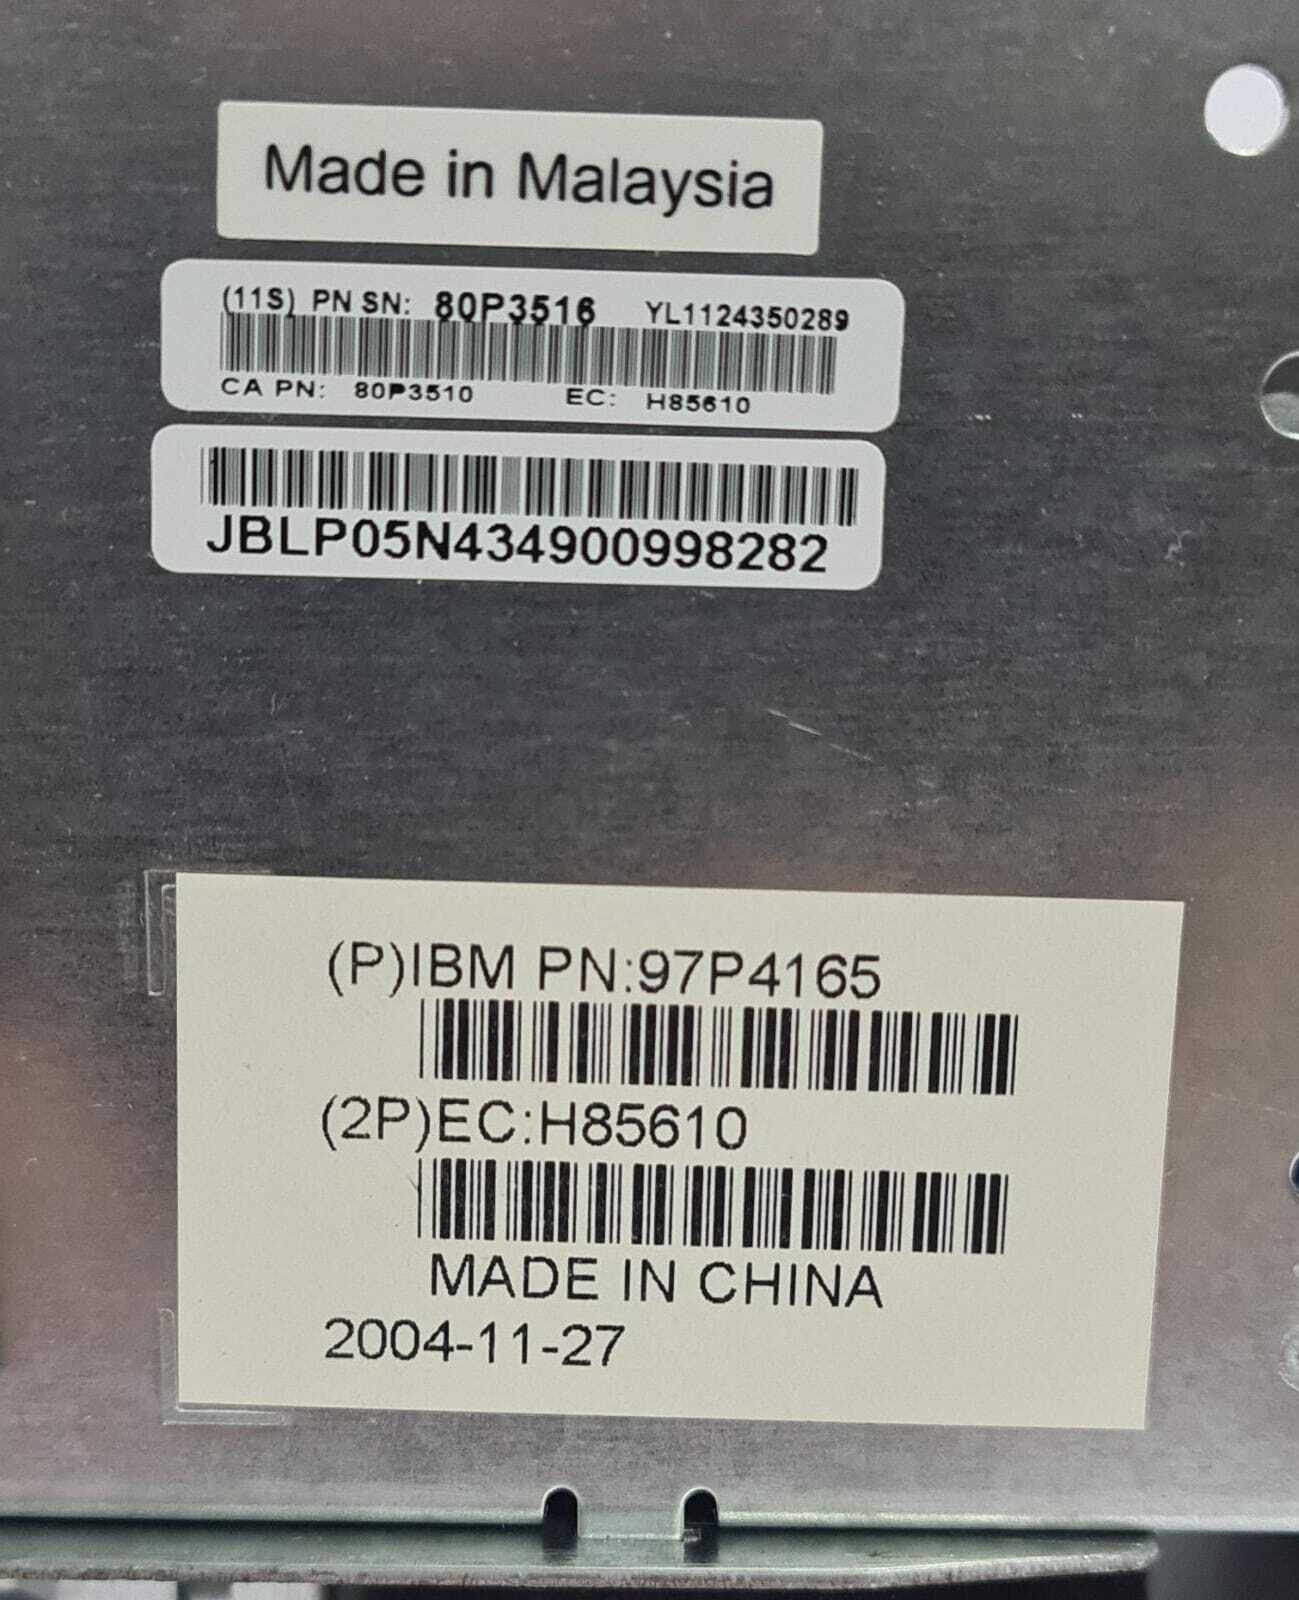 Made in Malaysia
(11S) PN SN: 80P3516 YL1124350289
CA PN: 80P3510 EC: H85610
JBLP05N434900998282
(P)IBM PN:97P4165
(2P)EC:H85610
MADE IN CHINA
2004-11-27